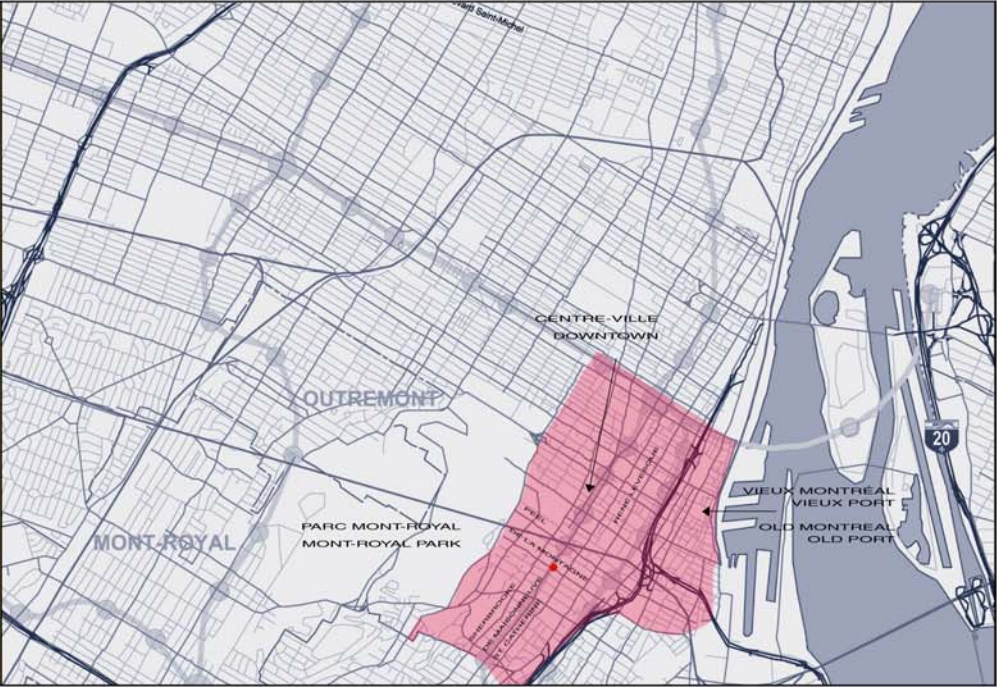 Boulevard Saint-Michel
CENTRE-VILLE
DOWNTOWN
OUTREMONT
20
RENE-LEVESQUE
VIEUX MONTRÉAL
VIEUX PORT
PEEL
PARC MONT-ROYAL
MONT-ROYAL PARK
OLD MONTREAL
OLD PORT
MONT-ROYAL
DE LA MONTAGNE
SHERBROOKE
DE MAISONNEUVE
ST. CATHERINE